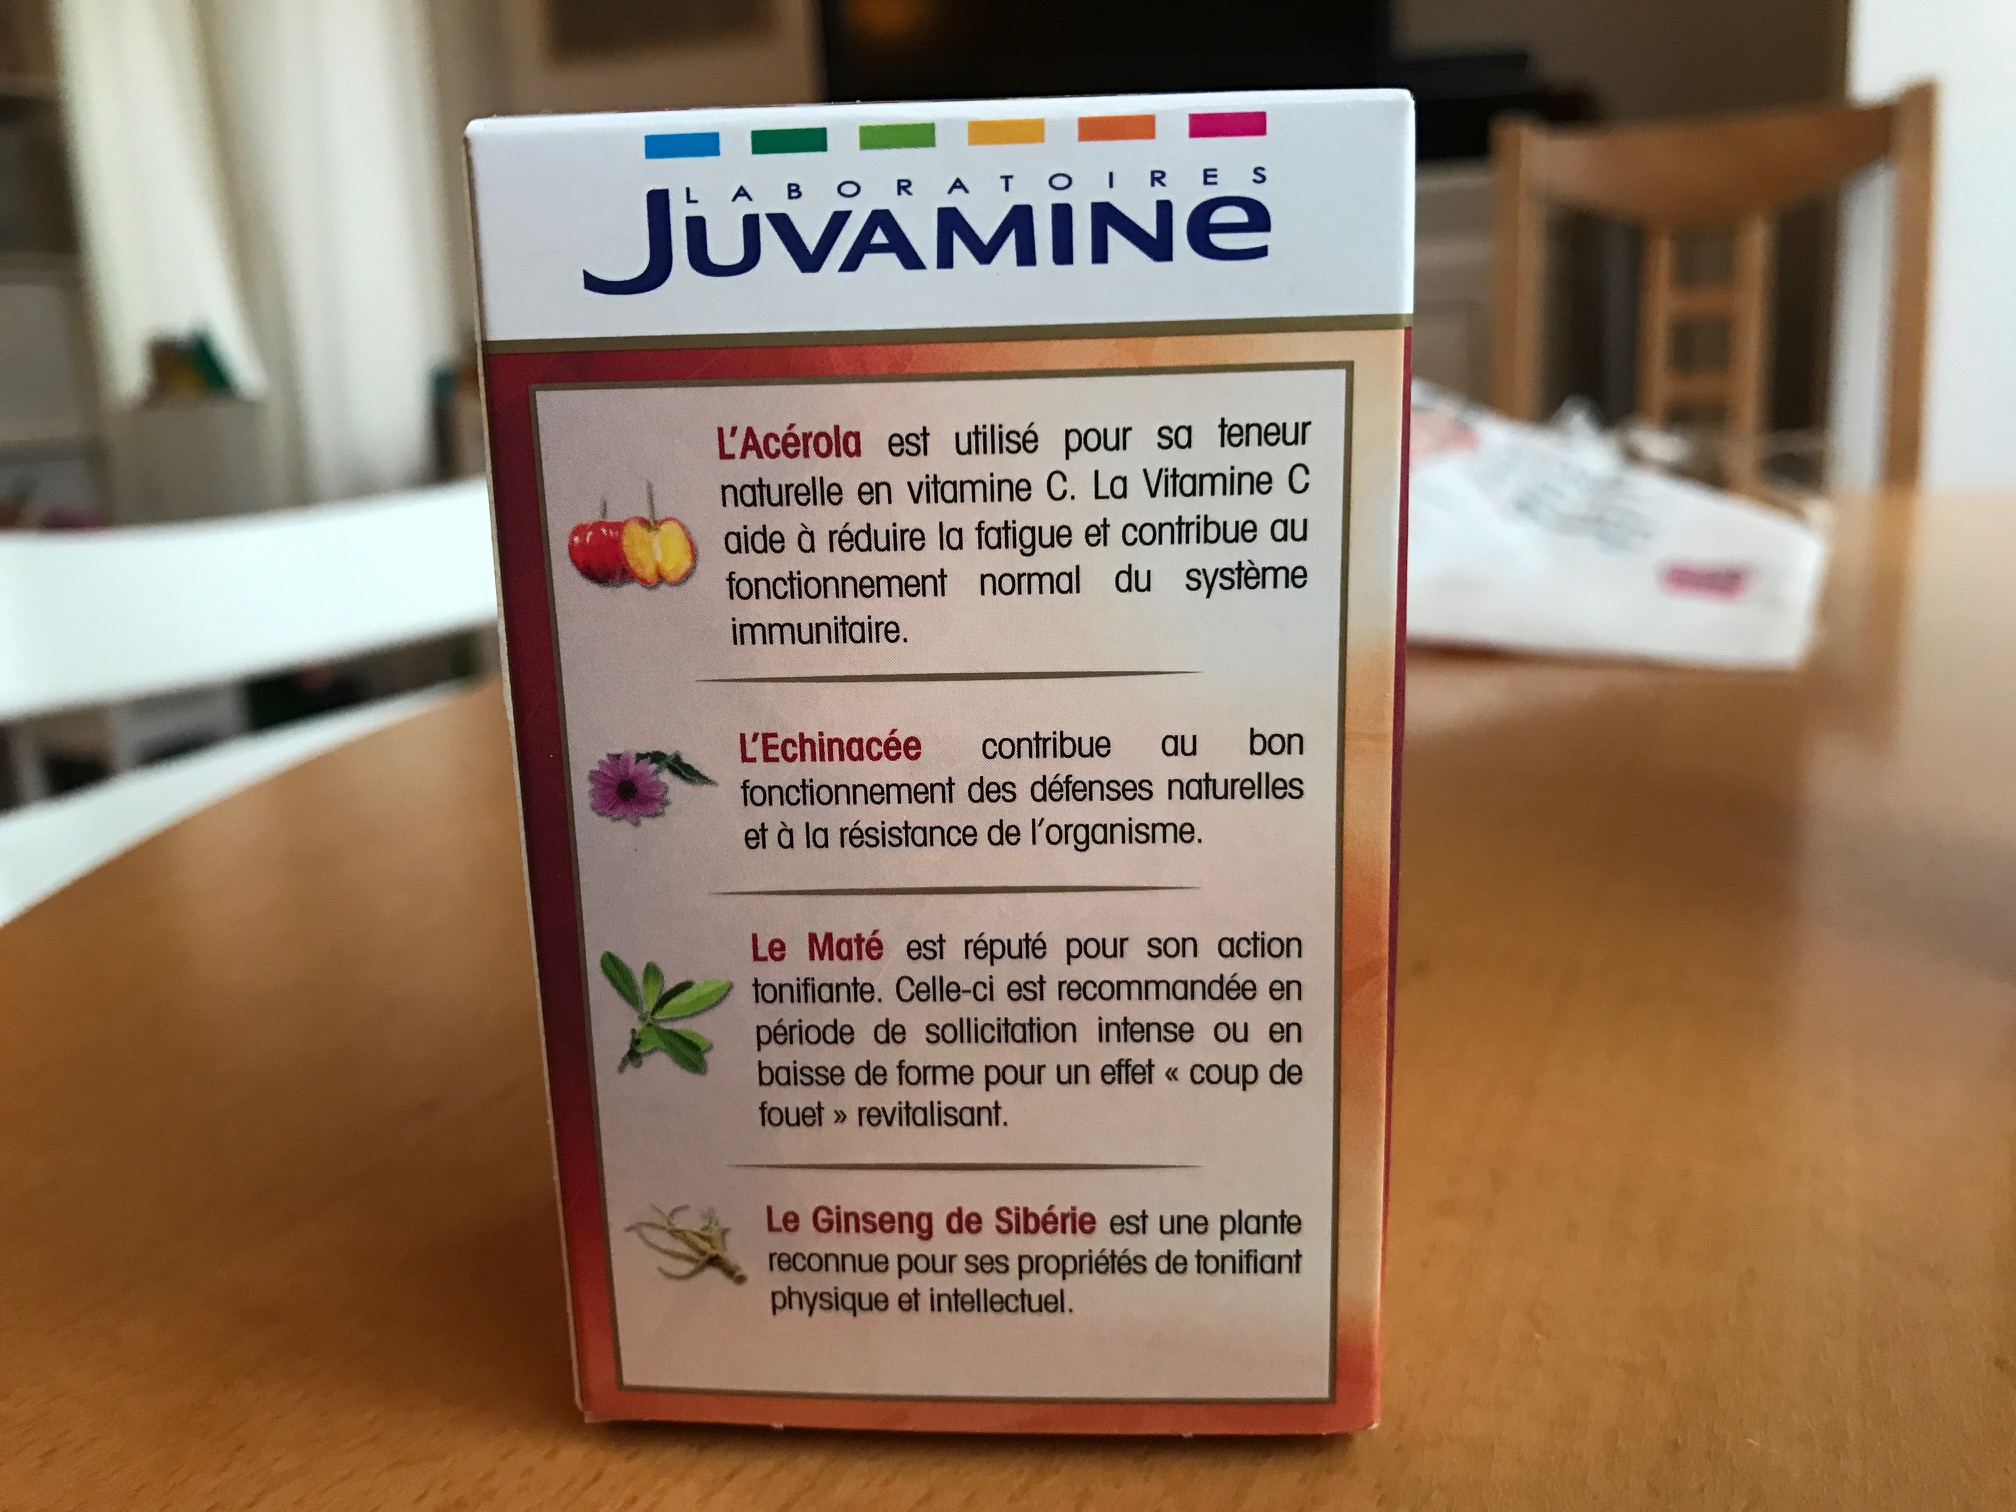 LABORATOIRES
JUVAMINe
L'Acérola est utilisé pour sa teneur
naturelle en vitamine C. La Vitamine C
aide à réduire la fatigue et contribue au
fonctionnement normal du système
immunitaire.
L'Echinacée contribue au bon
fonctionnement des défenses naturelles
et à la résistance de l'organisme.
Le Maté est réputé pour son action
tonifiante. Celle-ci est recommandée en
période de sollicitation intense ou en
baisse de forme pour un effet « coup de
fouet » revitalisant.
Le Ginseng de Sibérie est une plante
reconnue pour ses propriétés de tonifiant
physique et intellectuel.